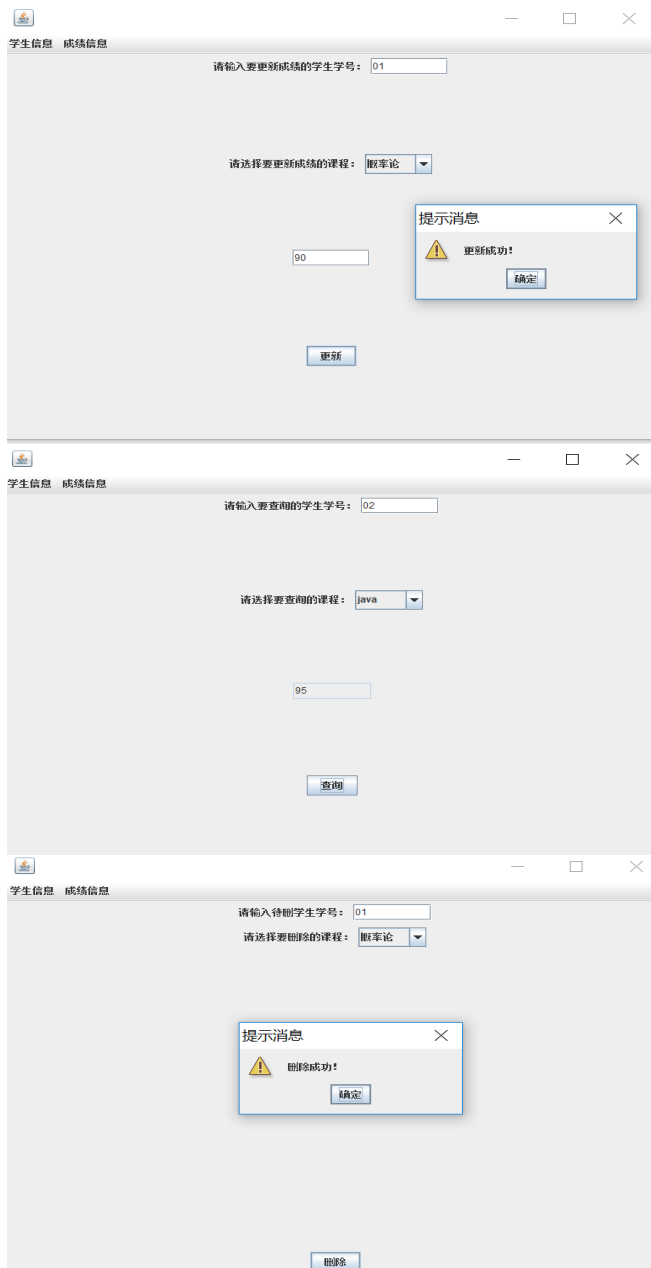 学生信息 成绩信息
请输入要更新成绩的学生学号： 01
请选择要更新成绩的课程： 概率论
提示消息
更新成功！
确定
90
更新
学生信息 成绩信息
请输入要查询的学生学号： 02
请选择要查询的课程： java
95
查询
学生信息 成绩信息
请输入待删学生学号： 01
请选择要删除的课程： 概率论
提示消息
删除成功！
确定
删除